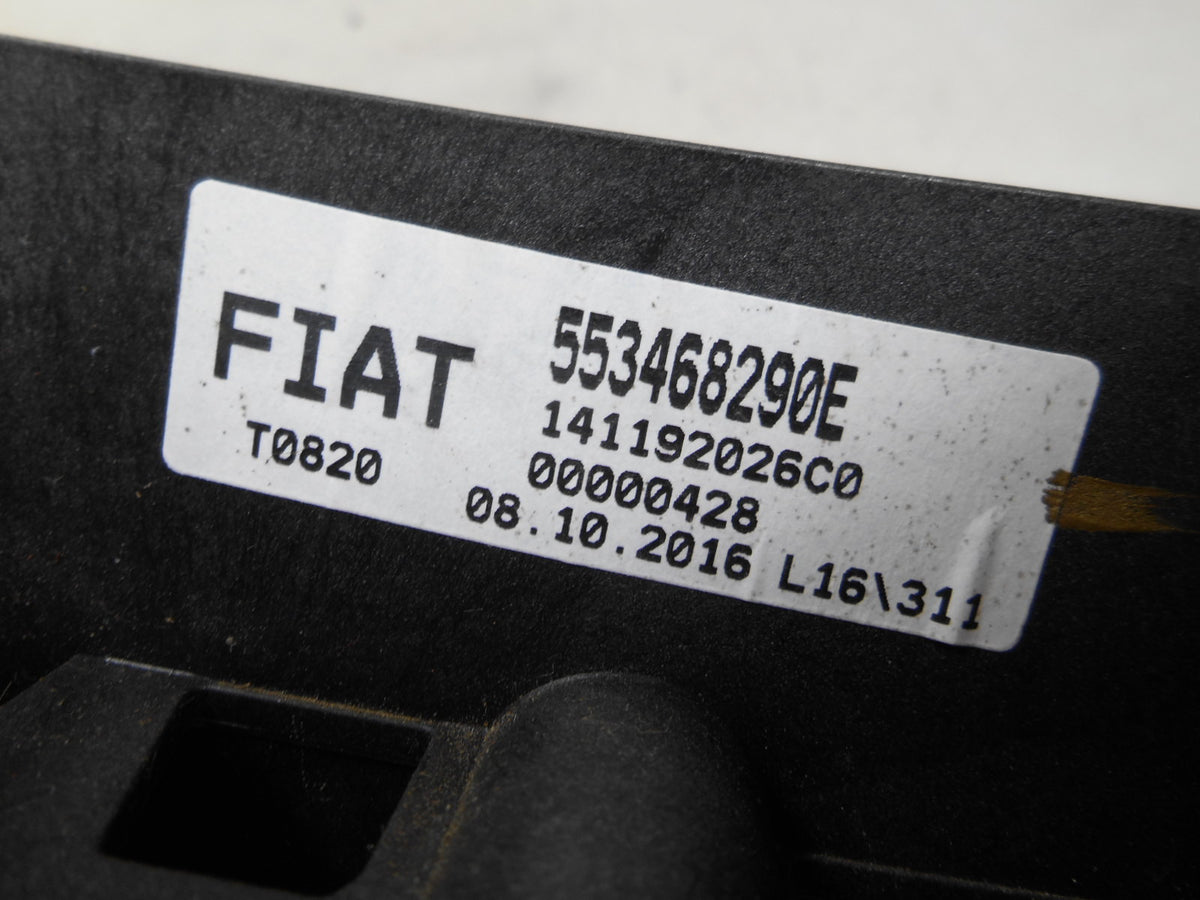 FIAT
553468290E
141192026C0
T0820
00000428
08.10.2016 L16\311